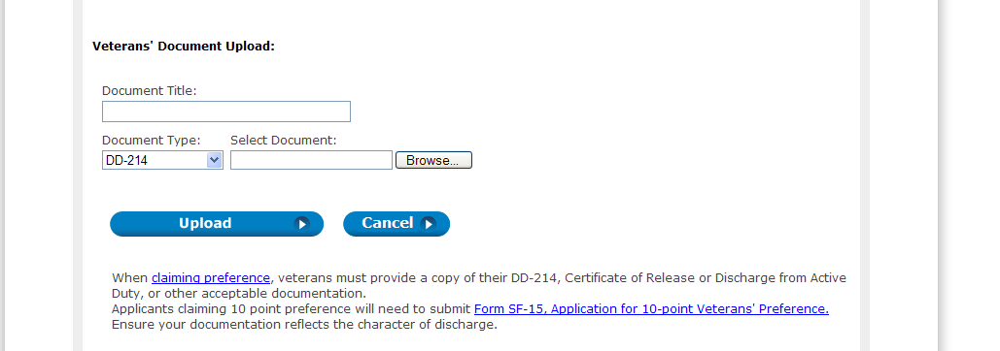 Veterans' Document Upload:
Document Title:
Document Type: Select Document:
DD-214 Browse...
Upload Cancel
When claiming preference, veterans must provide a copy of their DD-214, Certificate of Release or Discharge from Active
Duty, or other acceptable documentation.
Applicants claiming 10 point preference will need to submit Form SF-15, Application for 10-point Veterans' Preference.
Ensure your documentation reflects the character of discharge.